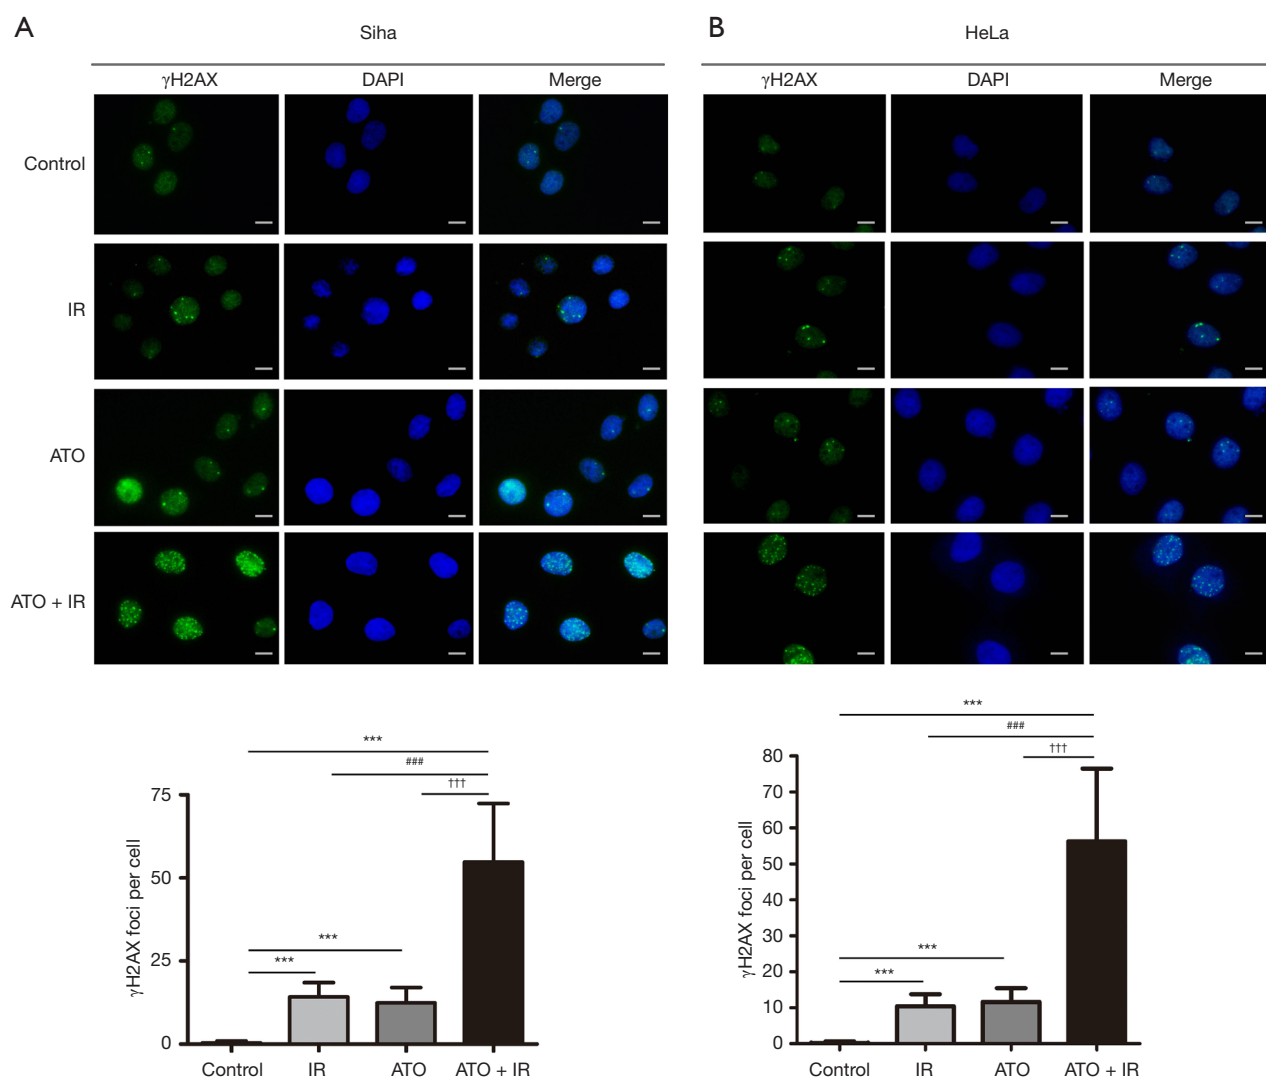 A
Siha
γH2AX DAPI Merge
Control
IR
ATO
ATO + IR
B
HeLa
γH2AX DAPI Merge
***
###
†††
75
50
25
0
γH2AX foci per cell
***
***
Control IR ATO ATO + IR
***
###
†††
80
70
60
50
40
30
20
10
0
γH2AX foci per cell
***
***
Control IR ATO ATO + IR